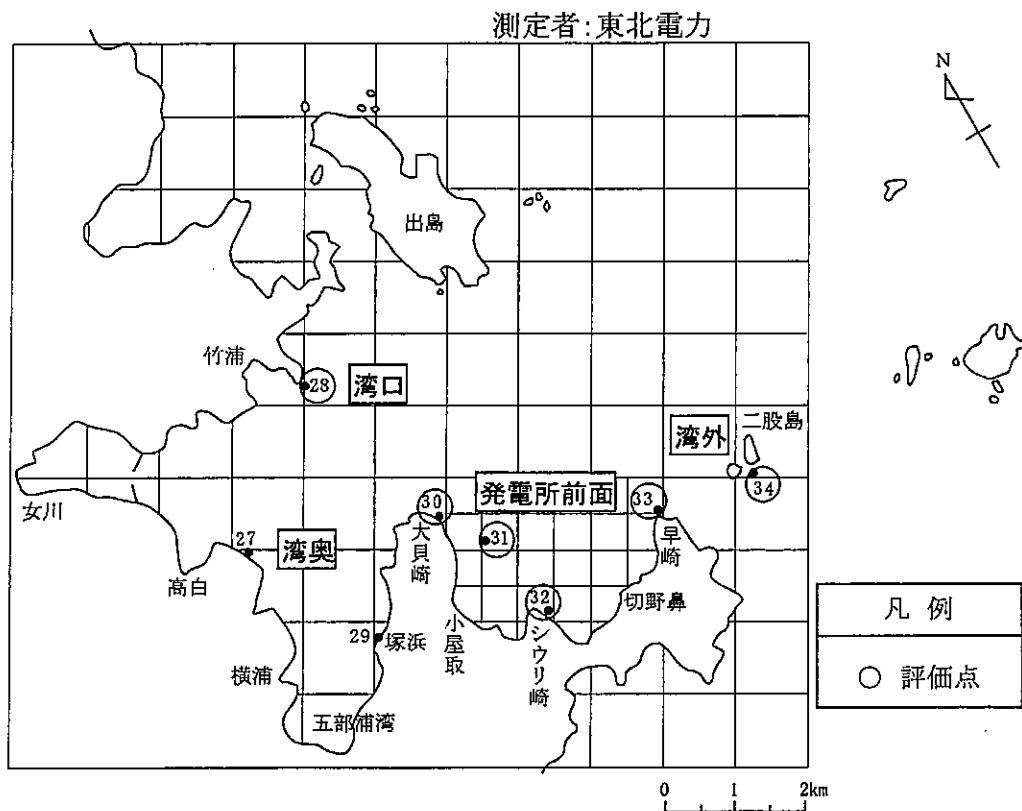 測定者：東北電力
N
出島
竹浦
28
湾口
湾外
二股島
34
発電所前面
30
33
31
女川
27
湾奥
大貝崎
早崎
高白
32
切野鼻
29
塚浜
小屋取
シウリ崎
横浦
五部浦湾
凡例
○ 評価点
0 1 2km